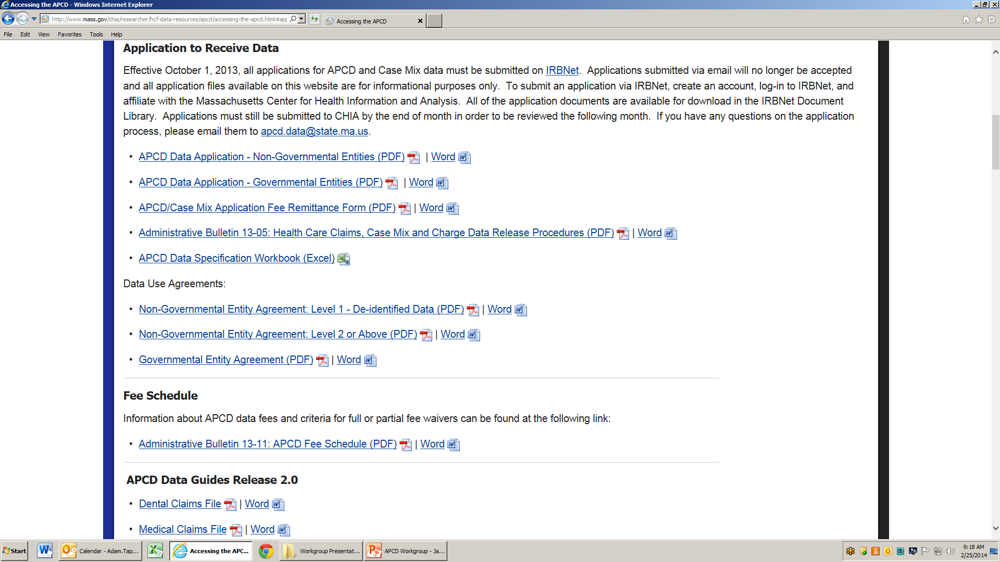 Accessing the APCD - Windows Internet Explorer
http://www.mass.gov/chia/researcher/hcf-data-resources/apcd/accessing-the-apcd.html#app
Accessing the APCD
File Edit View Favorites Tools Help
Application to Receive Data
Effective October 1, 2013, all applications for APCD and Case Mix data must be submitted on IRBNet. Applications submitted via email will no longer be accepted
and all application files available on this website are for informational purposes only. To submit an application via IRBNet, create an account, log-in to IRBNet, and
affiliate with the Massachusetts Center for Health Information and Analysis. All of the application documents are available for download in the IRBNet Document
Library. Applications must still be submitted to CHIA by the end of month in order to be reviewed the following month. If you have any questions on the application
process, please email them to apcd.data@state.ma.us.
• APCD Data Application - Non-Governmental Entities (PDF) | Word
• APCD Data Application - Governmental Entities (PDF) | Word
• APCD/Case Mix Application Fee Remittance Form (PDF) | Word
• Administrative Bulletin 13-05: Health Care Claims, Case Mix and Charge Data Release Procedures (PDF) | Word
• APCD Data Specification Workbook (Excel)
Data Use Agreements:
• Non-Governmental Entity Agreement: Level 1 - De-identified Data (PDF) | Word
• Non-Governmental Entity Agreement: Level 2 or Above (PDF) | Word
• Governmental Entity Agreement (PDF) | Word
Fee Schedule
Information about APCD data fees and criteria for full or partial fee waivers can be found at the following link:
• Administrative Bulletin 13-11: APCD Fee Schedule (PDF) | Word
APCD Data Guides Release 2.0
• Dental Claims File | Word
• Medical Claims File | Word
Start
Calendar - Adam.Tap...
Accessing the APC...
Workgroup Presentat...
APCD Workgroup - Ja...
9:18 AM
2/25/2014